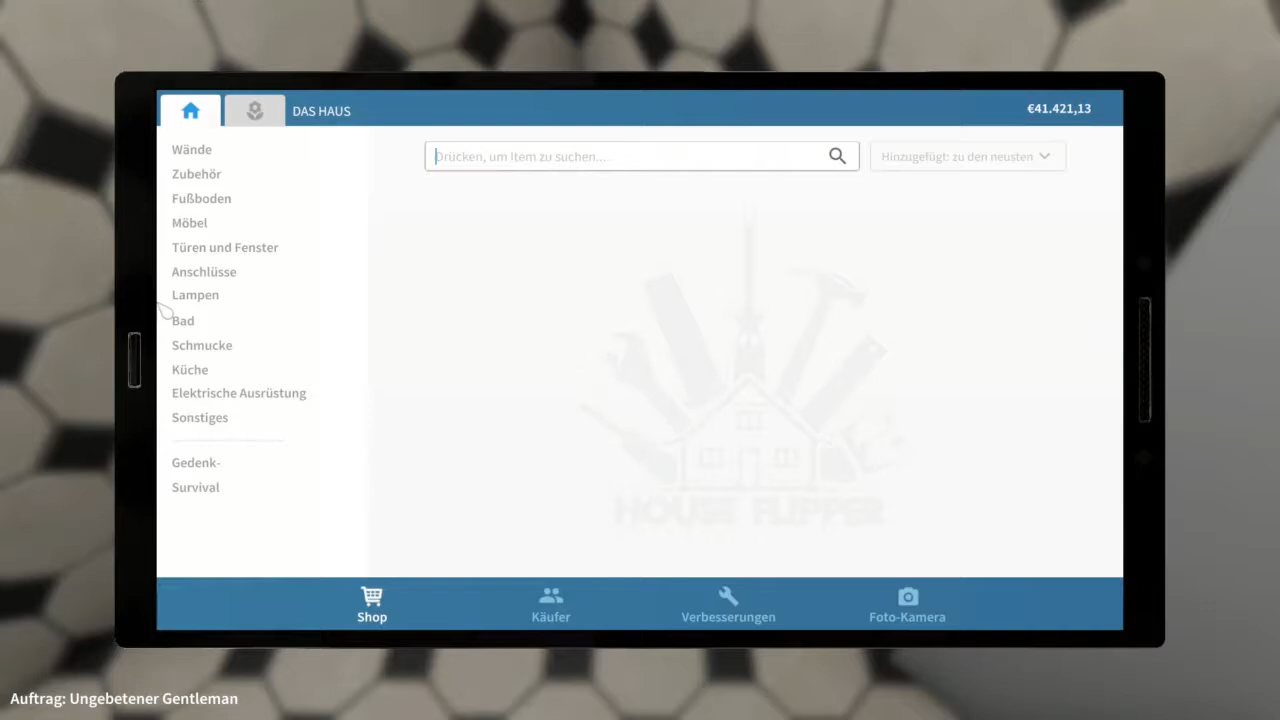 DAS HAUS
€41.421,13
Drücken, um Item zu suchen...
Hinzugefügt: zu den neusten
Wände
Zubehör
Fußboden
Möbel
Türen und Fenster
Anschlüsse
Lampen
Bad
Schmucke
Küche
Elektrische Ausrüstung
Sonstiges
Gedenk-
Survival
HOUSE FLIPPER
Shop
Käufer
Verbesserungen
Foto-Kamera
Auftrag: Ungebetener Gentleman